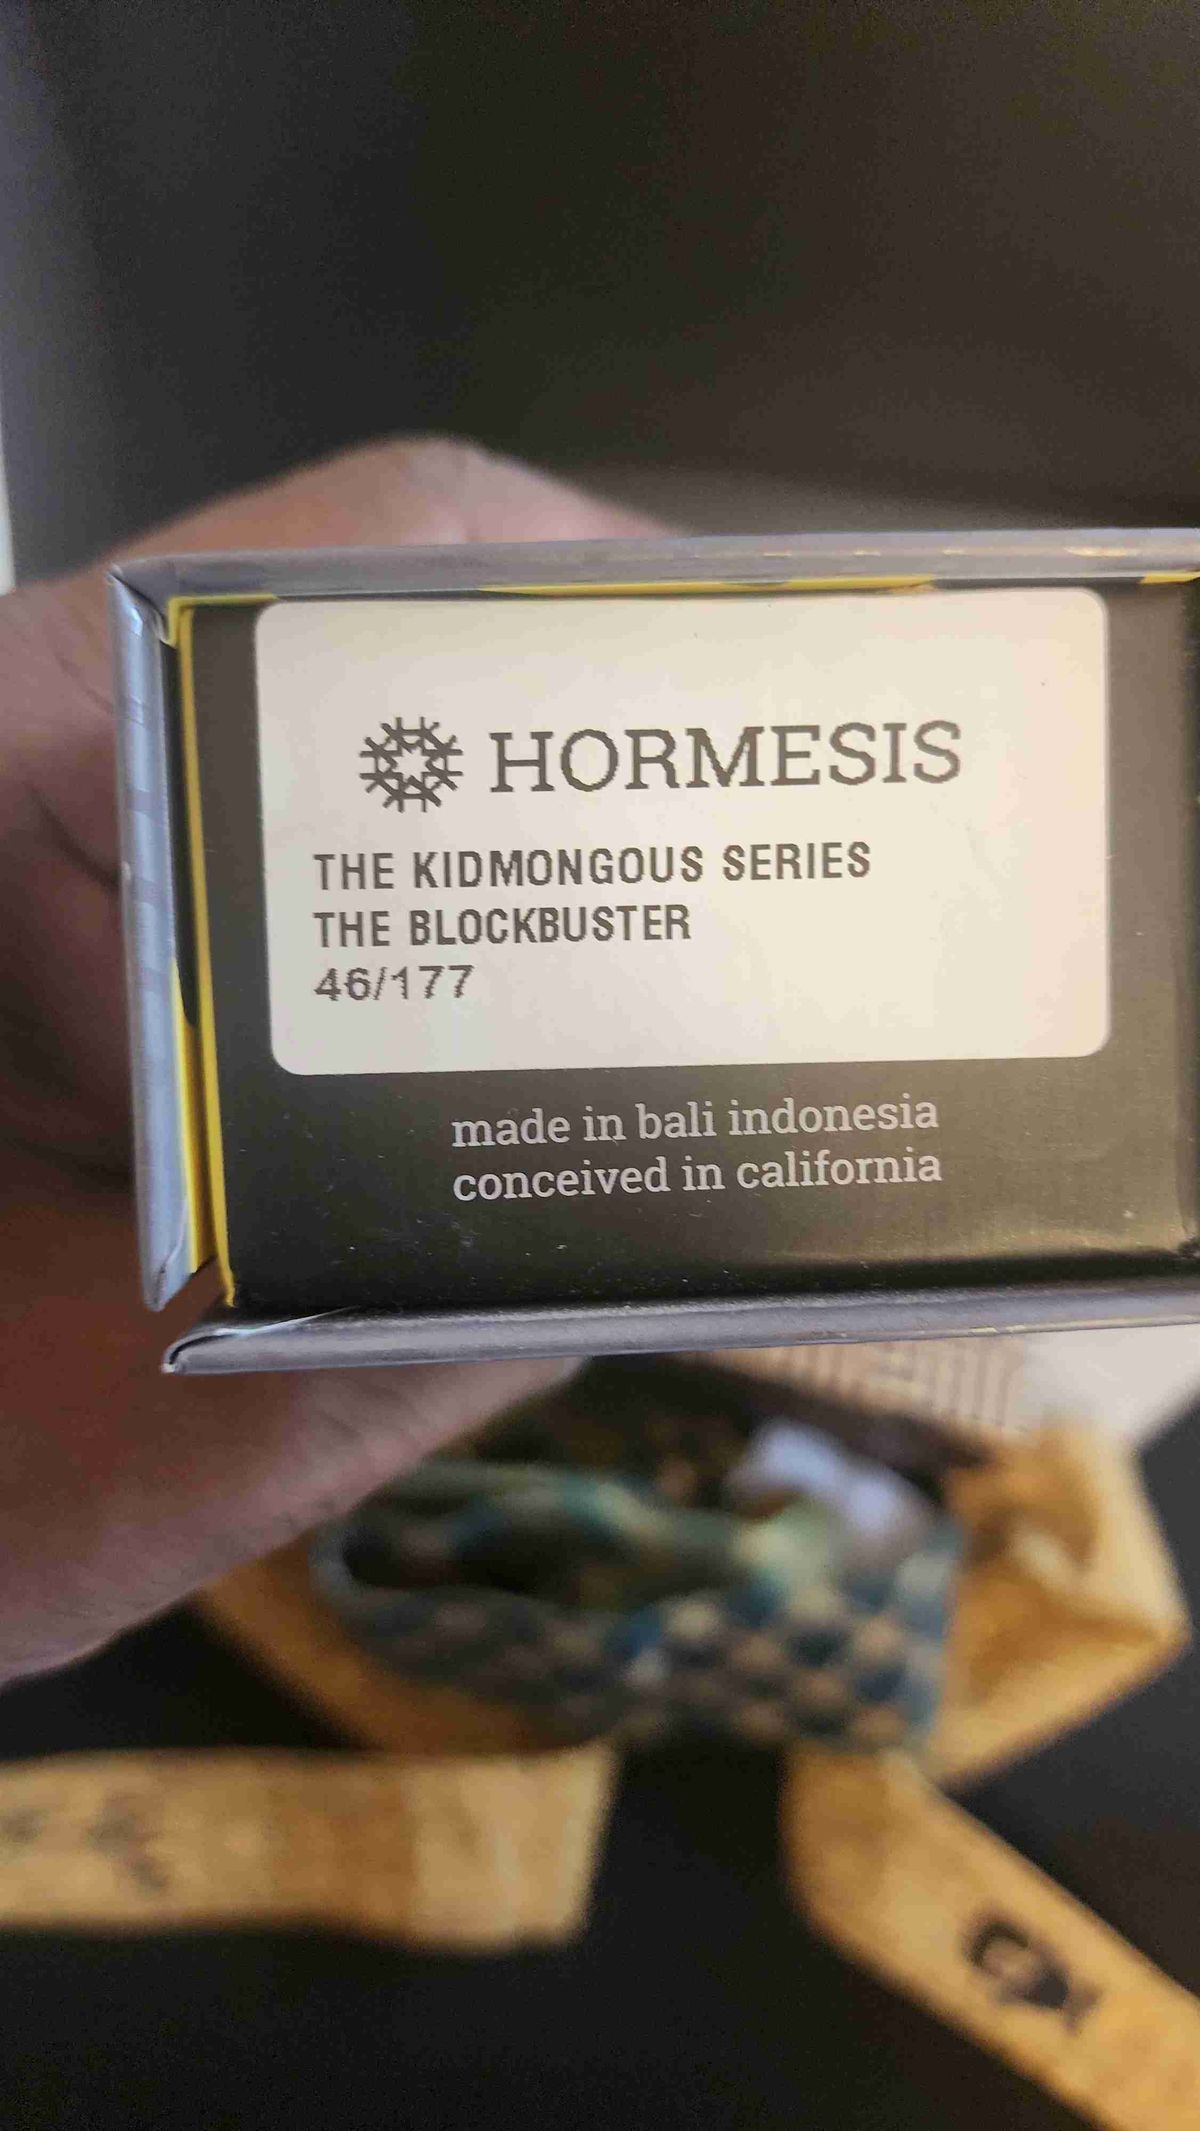 HORMESIS
THE KIDMONGOUS SERIES
THE BLOCKBUSTER
46/177
made in bali indonesia
conceived in california